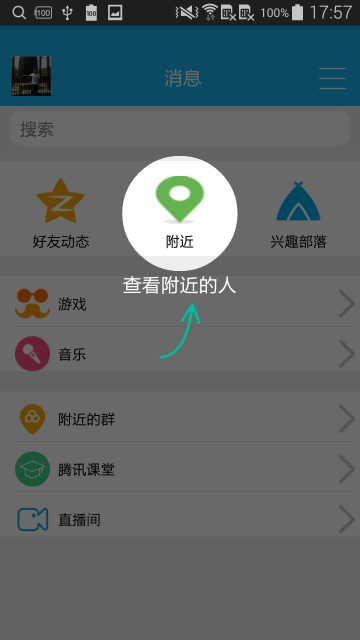 100
100
100% 17:57
消息
搜索
好友动态
附近
兴趣部落
查看附近的人
游戏
音乐
附近的群
腾讯课堂
直播间